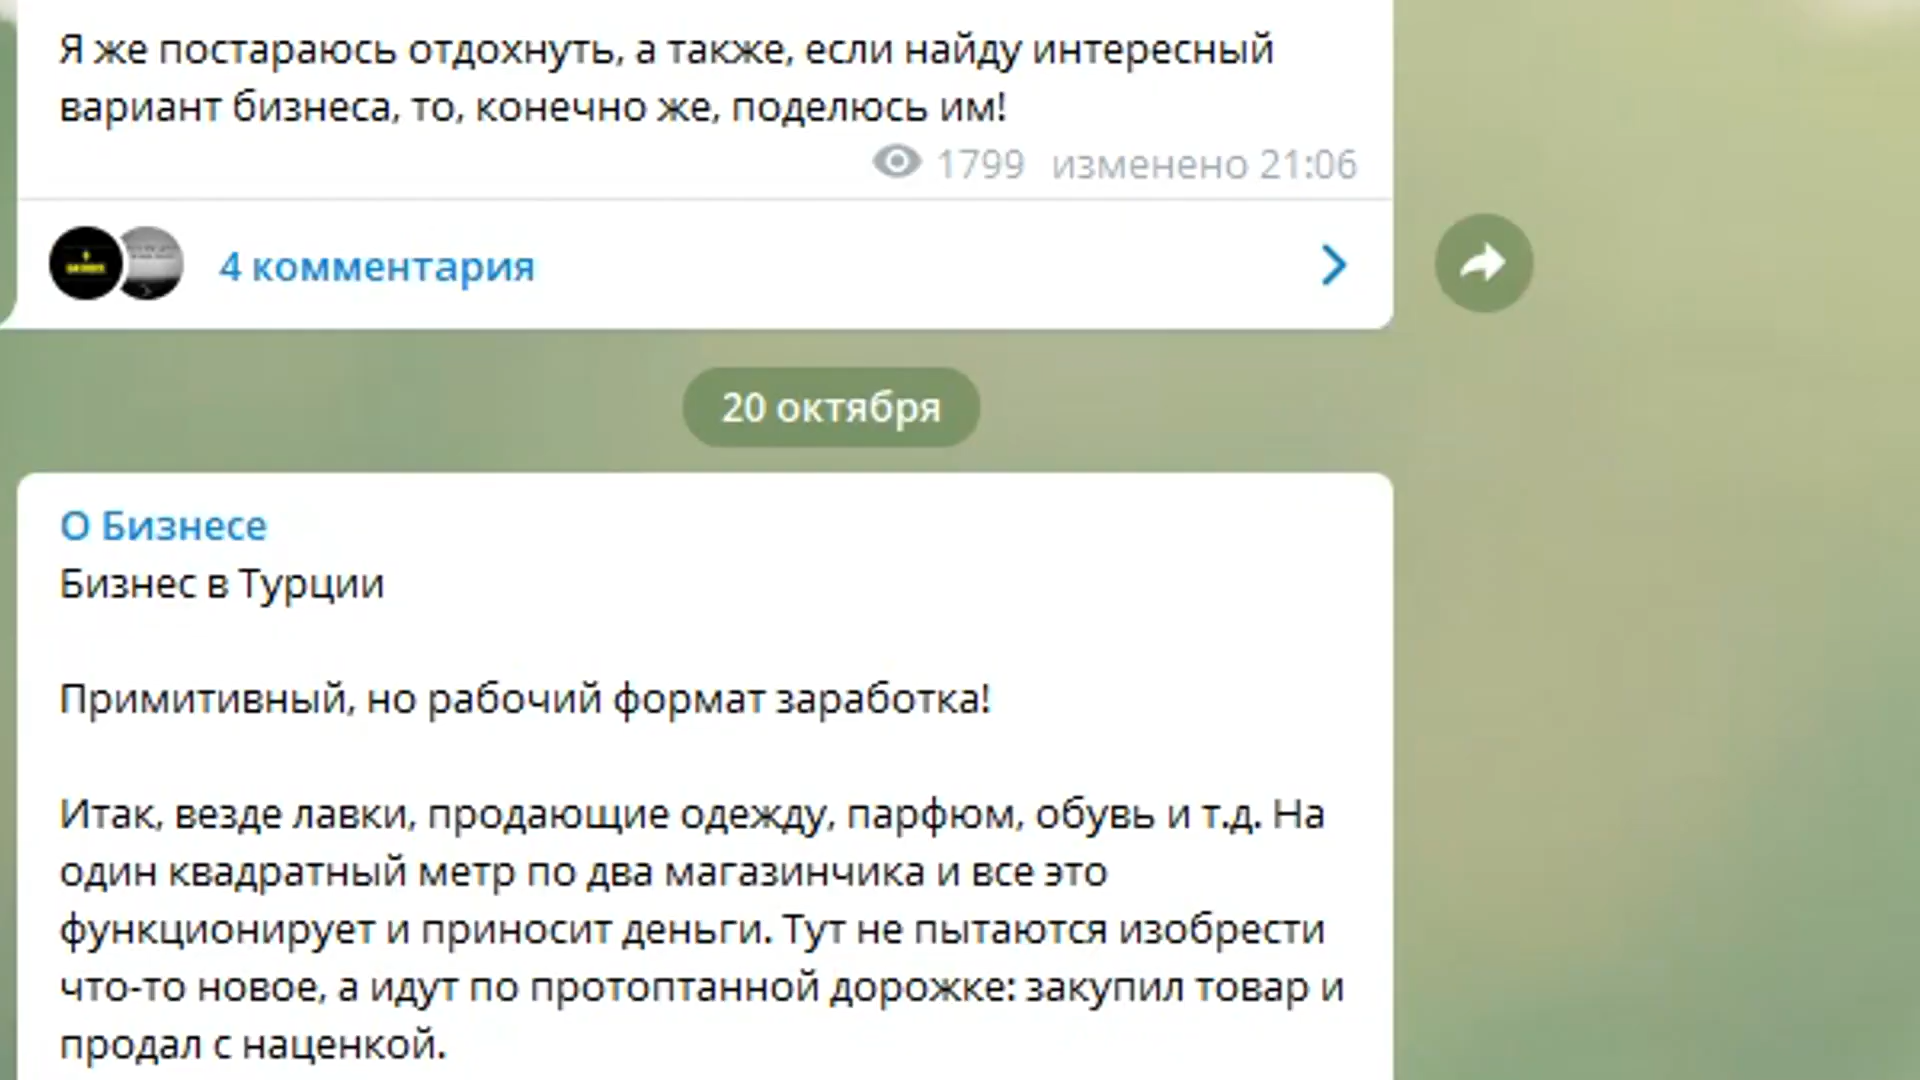 Я же постараюсь отдохнуть, а также, если найду интересный
вариант бизнеса, то, конечно же, поделюсь им!
1799 изменено 21:06
4 комментария
20 октября
О Бизнесе
Бизнес в Турции
Примитивный, но рабочий формат заработка!
Итак, везде лавки, продающие одежду, парфюм, обувь и т.д. На
один квадратный метр по два магазинчика и все это
функционирует и приносит деньги. Тут не пытаются изобрести
что-то новое, а идут по протоптанной дорожке: закупил товар и
продал с наценкой.